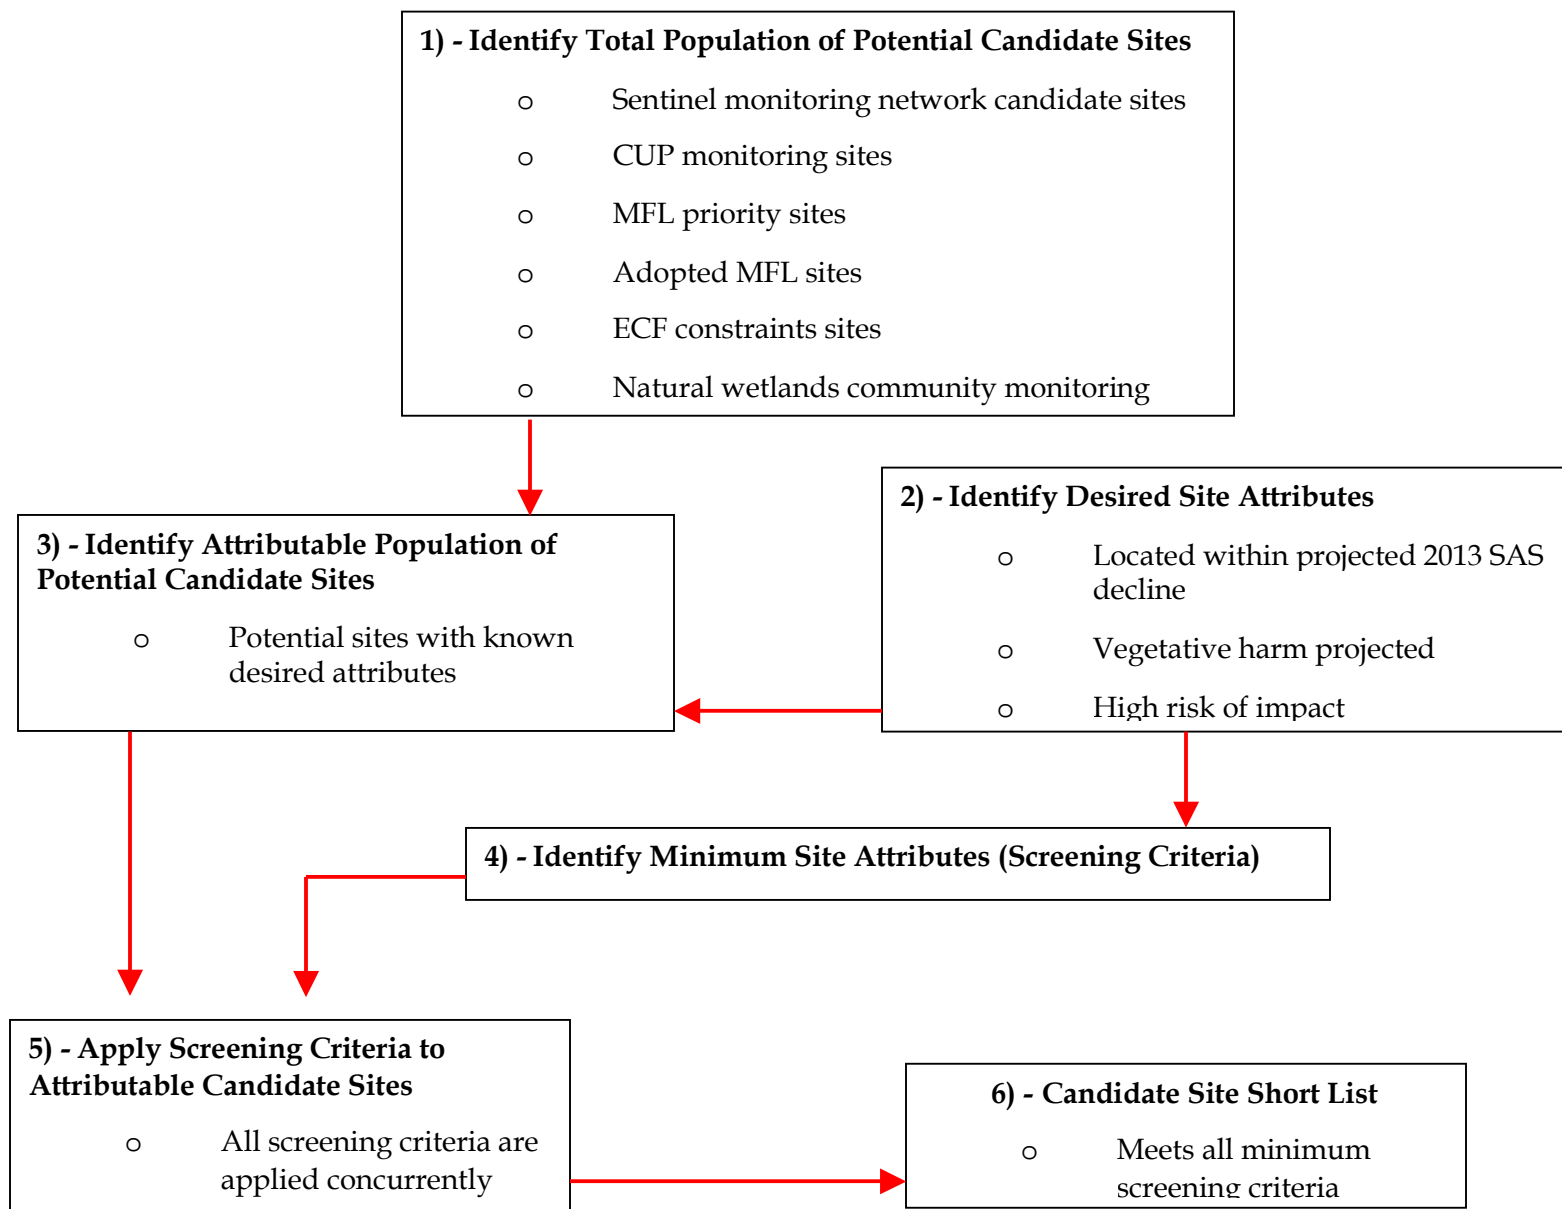 1) - Identify Total Population of Potential Candidate Sites
o Sentinel monitoring network candidate sites
o CUP monitoring sites
o MFL priority sites
o Adopted MFL sites
o ECF constraints sites
o Natural wetlands community monitoring
2) - Identify Desired Site Attributes
o Located within projected 2013 SAS
decline
o Vegetative harm projected
o High risk of impact
3) - Identify Attributable Population of
Potential Candidate Sites
o Potential sites with known
desired attributes
4) - Identify Minimum Site Attributes (Screening Criteria)
5) - Apply Screening Criteria to
Attributable Candidate Sites
o All screening criteria are
applied concurrently
6) - Candidate Site Short List
o Meets all minimum
screening criteria